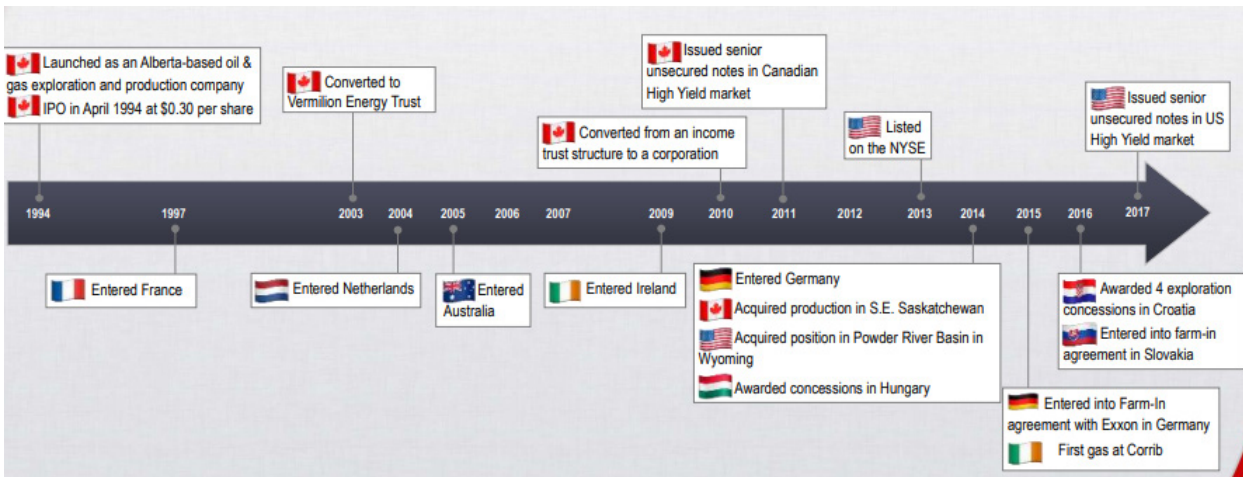 Launched as an Alberta-based oil &
gas exploration and production company
IPO in April 1994 at $0.30 per share
Converted to
Vermilion Energy Trust
Converted from an income
trust structure to a corporation
Issued senior
unsecured notes in Canadian
High Yield market
Listed
on the NYSE
Issued senior
unsecured notes in US
High Yield market
1994 1997 2003 2004 2005 2006 2007 2009 2010 2011 2012 2013 2014 2015 2016 2017
Entered France
Entered Netherlands
Entered
Australia
Entered Ireland
Entered Germany
Acquired production in S.E. Saskatchewan
Acquired position in Powder River Basin in
Wyoming
Awarded concessions in Hungary
Entered into Farm-In
agreement with Exxon in Germany
First gas at Corrib
Awarded 4 exploration
concessions in Croatia
Entered into farm-in
agreement in Slovakia